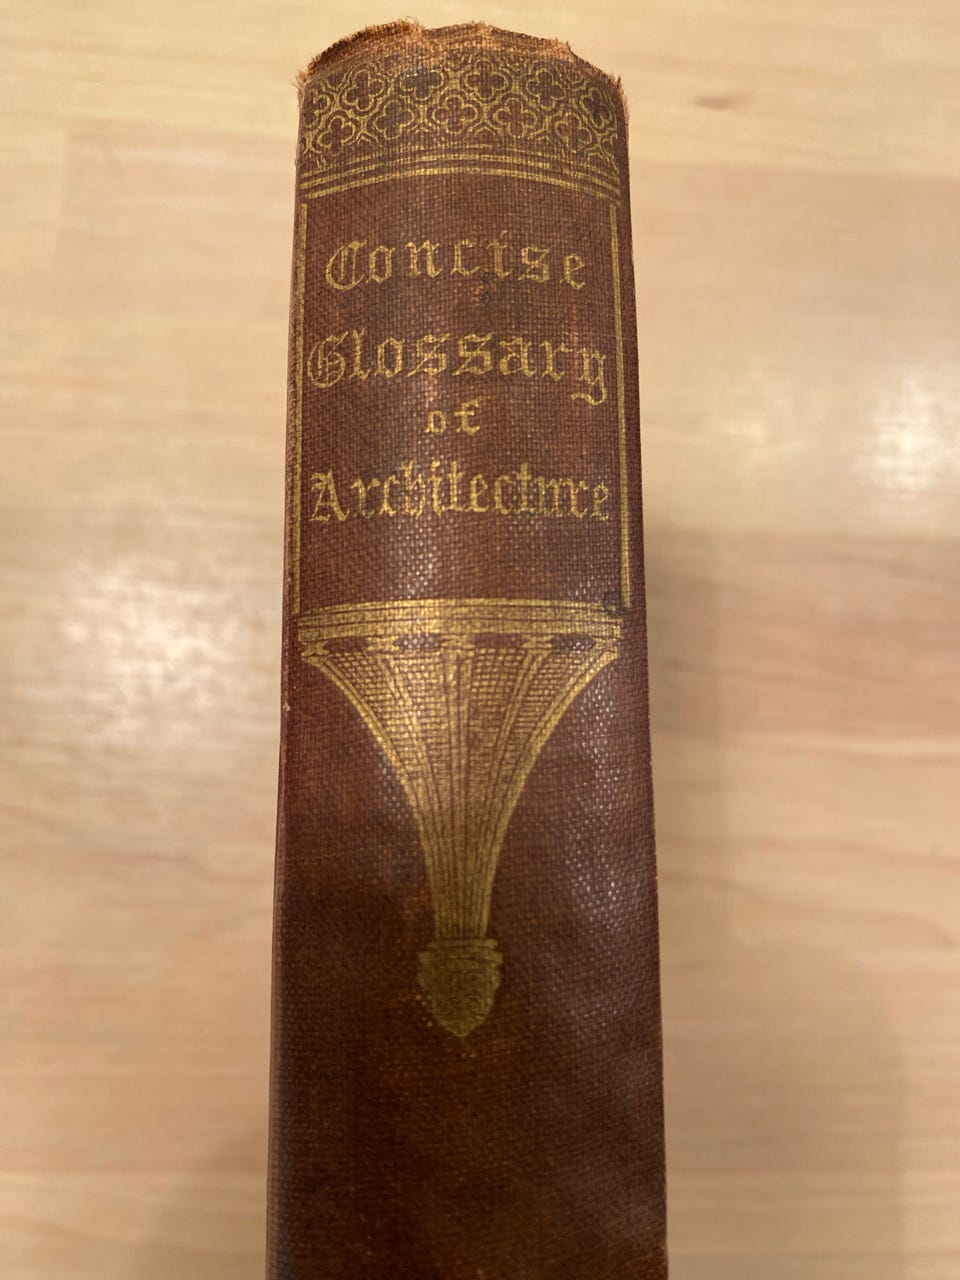 Concise
Glossary
of
Architecture